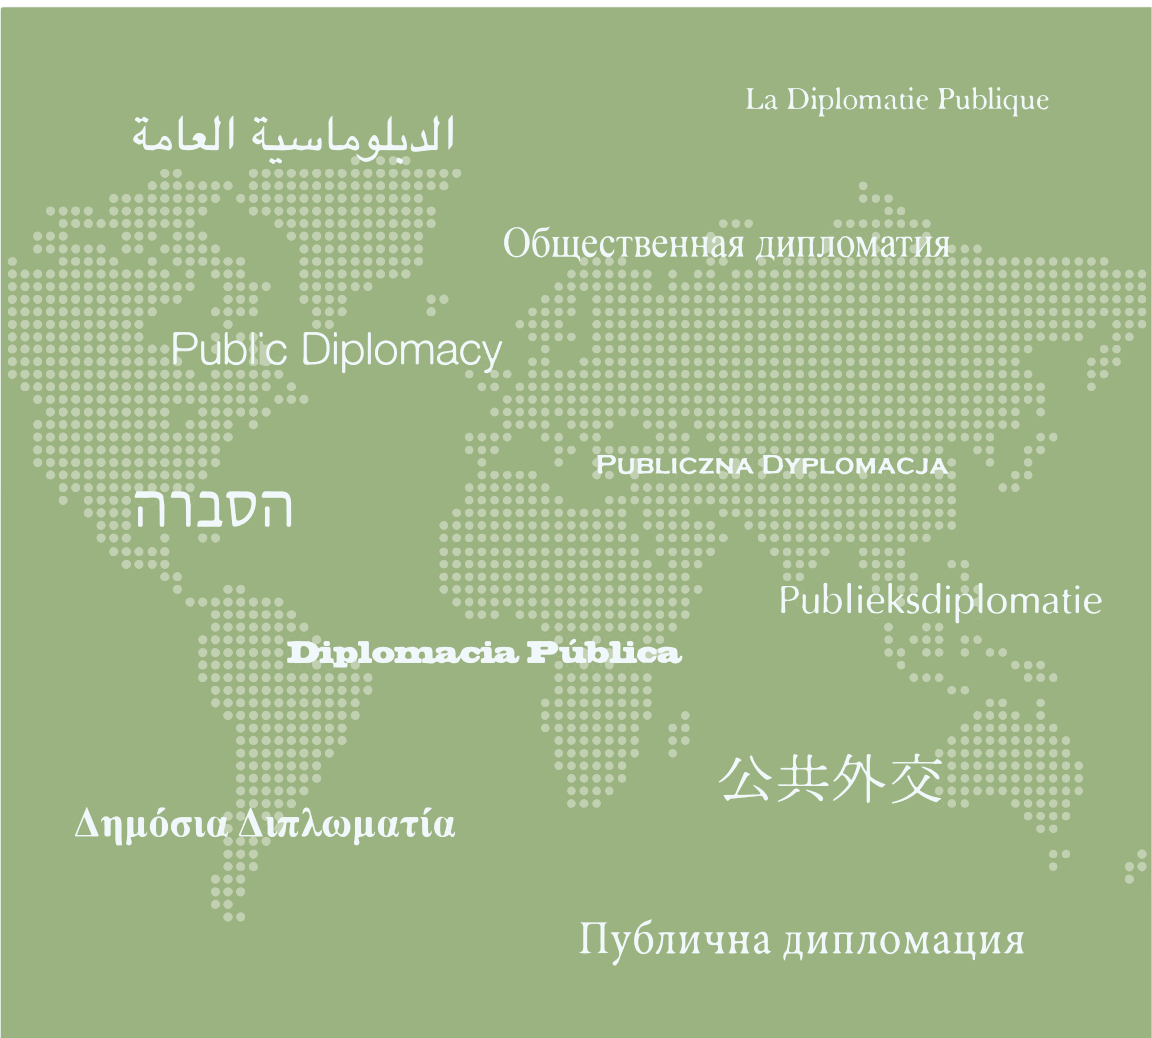 La Diplomatie Publique
الدبلوماسية العامة
Общественная дипломатия
Public Diplomacy
Publiczna Dyplomacja
הסברה
Publieksdiplomatie
Diplomacia Pública
公共外交
Δημόσια Διπλωματία
Публична дипломация